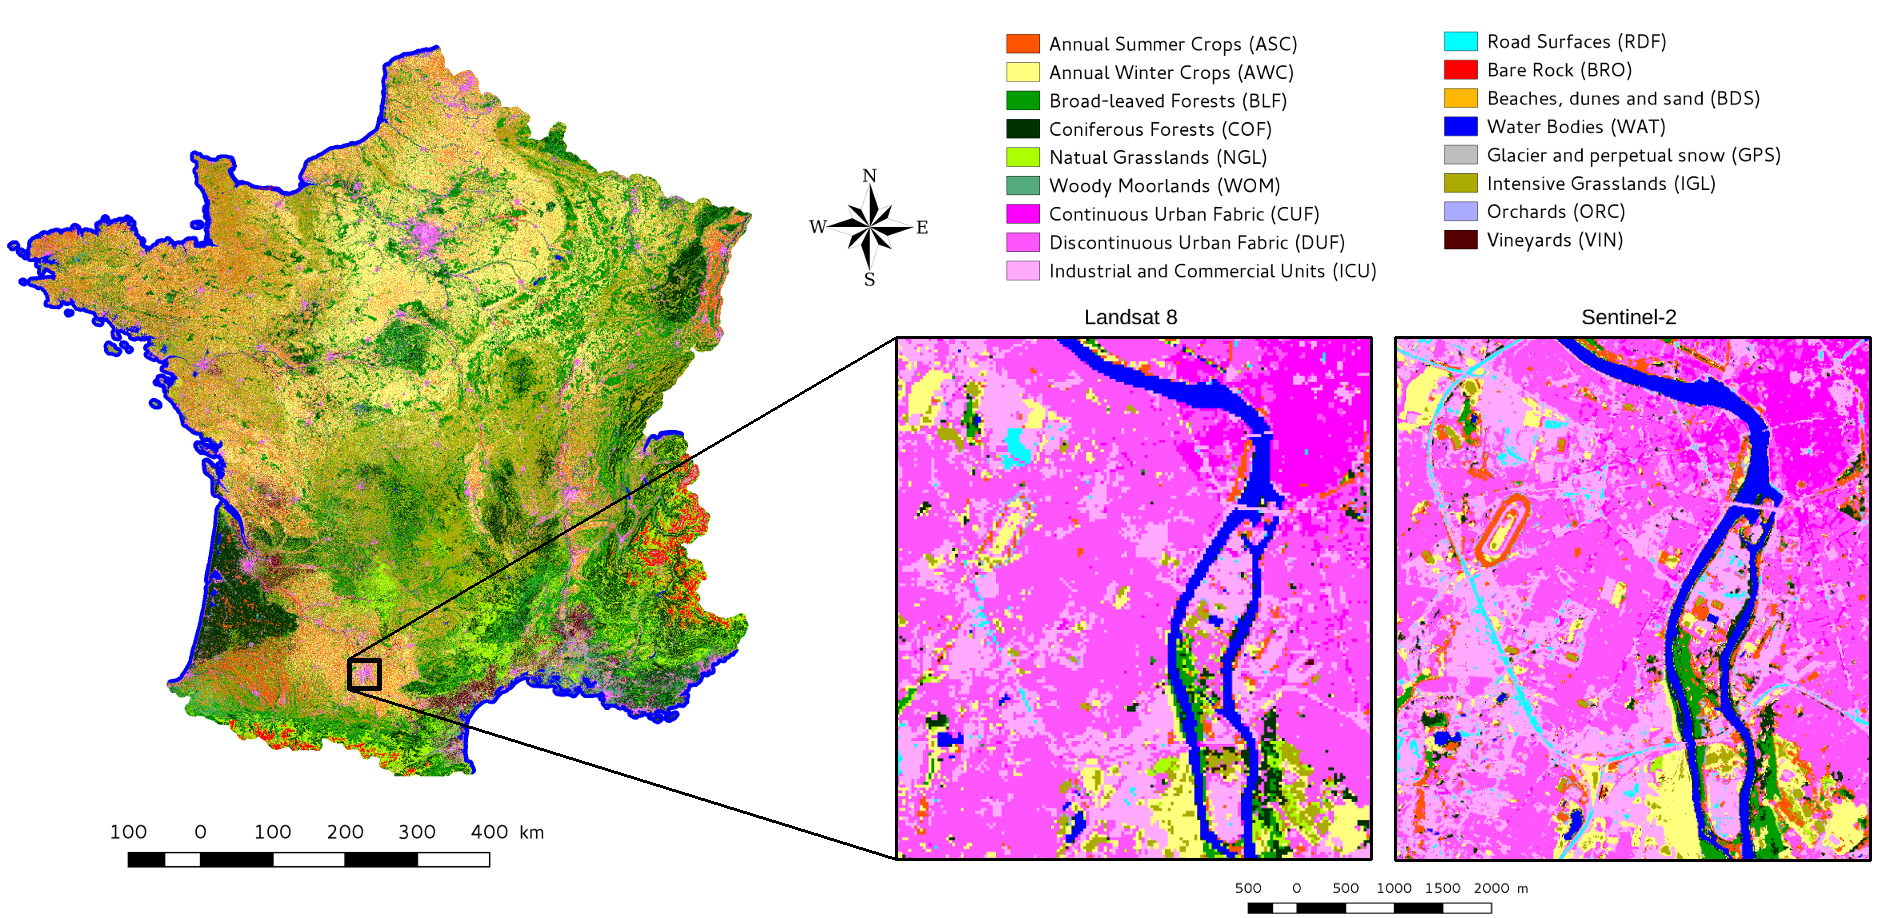 Annual Summer Crops (ASC)
Annual Winter Crops (AWC)
Broad-leaved Forests (BLF)
Coniferous Forests (COF)
Natual Grasslands (NGL)
Woody Moorlands (WOM)
Continuous Urban Fabric (CUF)
Discontinuous Urban Fabric (DUF)
Industrial and Commercial Units (ICU)
Road Surfaces (RDF)
Bare Rock (BRO)
Beaches, dunes and sand (BDS)
Water Bodies (WAT)
Glacier and perpetual snow (GPS)
Intensive Grasslands (IGL)
Orchards (ORC)
Vineyards (VIN)
N
W E
S
Landsat 8
Sentinel-2
100 0 100 200 300 400 km
500 0 500 1000 1500 2000 m